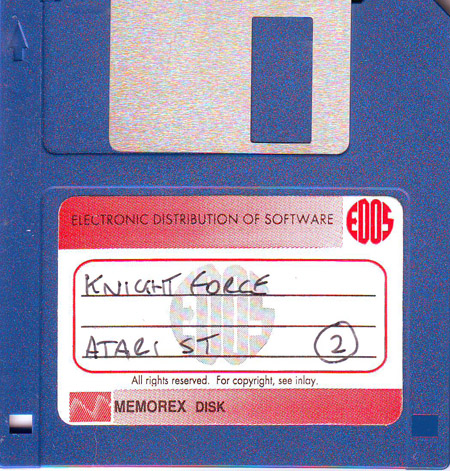 ELECTRONIC DISTRIBUTION OF SOFTWARE EDOS
KNIGHT FORCE
EDOS
ATARI ST 2
All rights reserved. For copyright, see inlay.
MEMOREX DISK